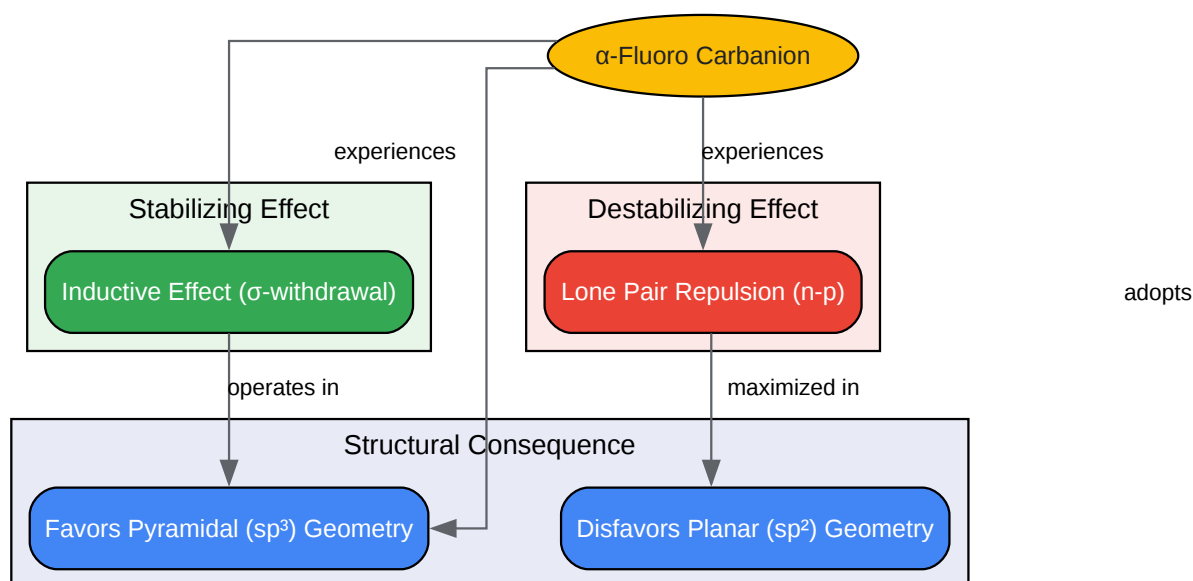 α-Fluoro Carbanion
experiences
experiences
Stabilizing Effect
Destabilizing Effect
Inductive Effect (σ-withdrawal)
Lone Pair Repulsion (n-p)
adopts
operates in
maximized in
Structural Consequence
Favors Pyramidal (sp³) Geometry
Disfavors Planar (sp²) Geometry